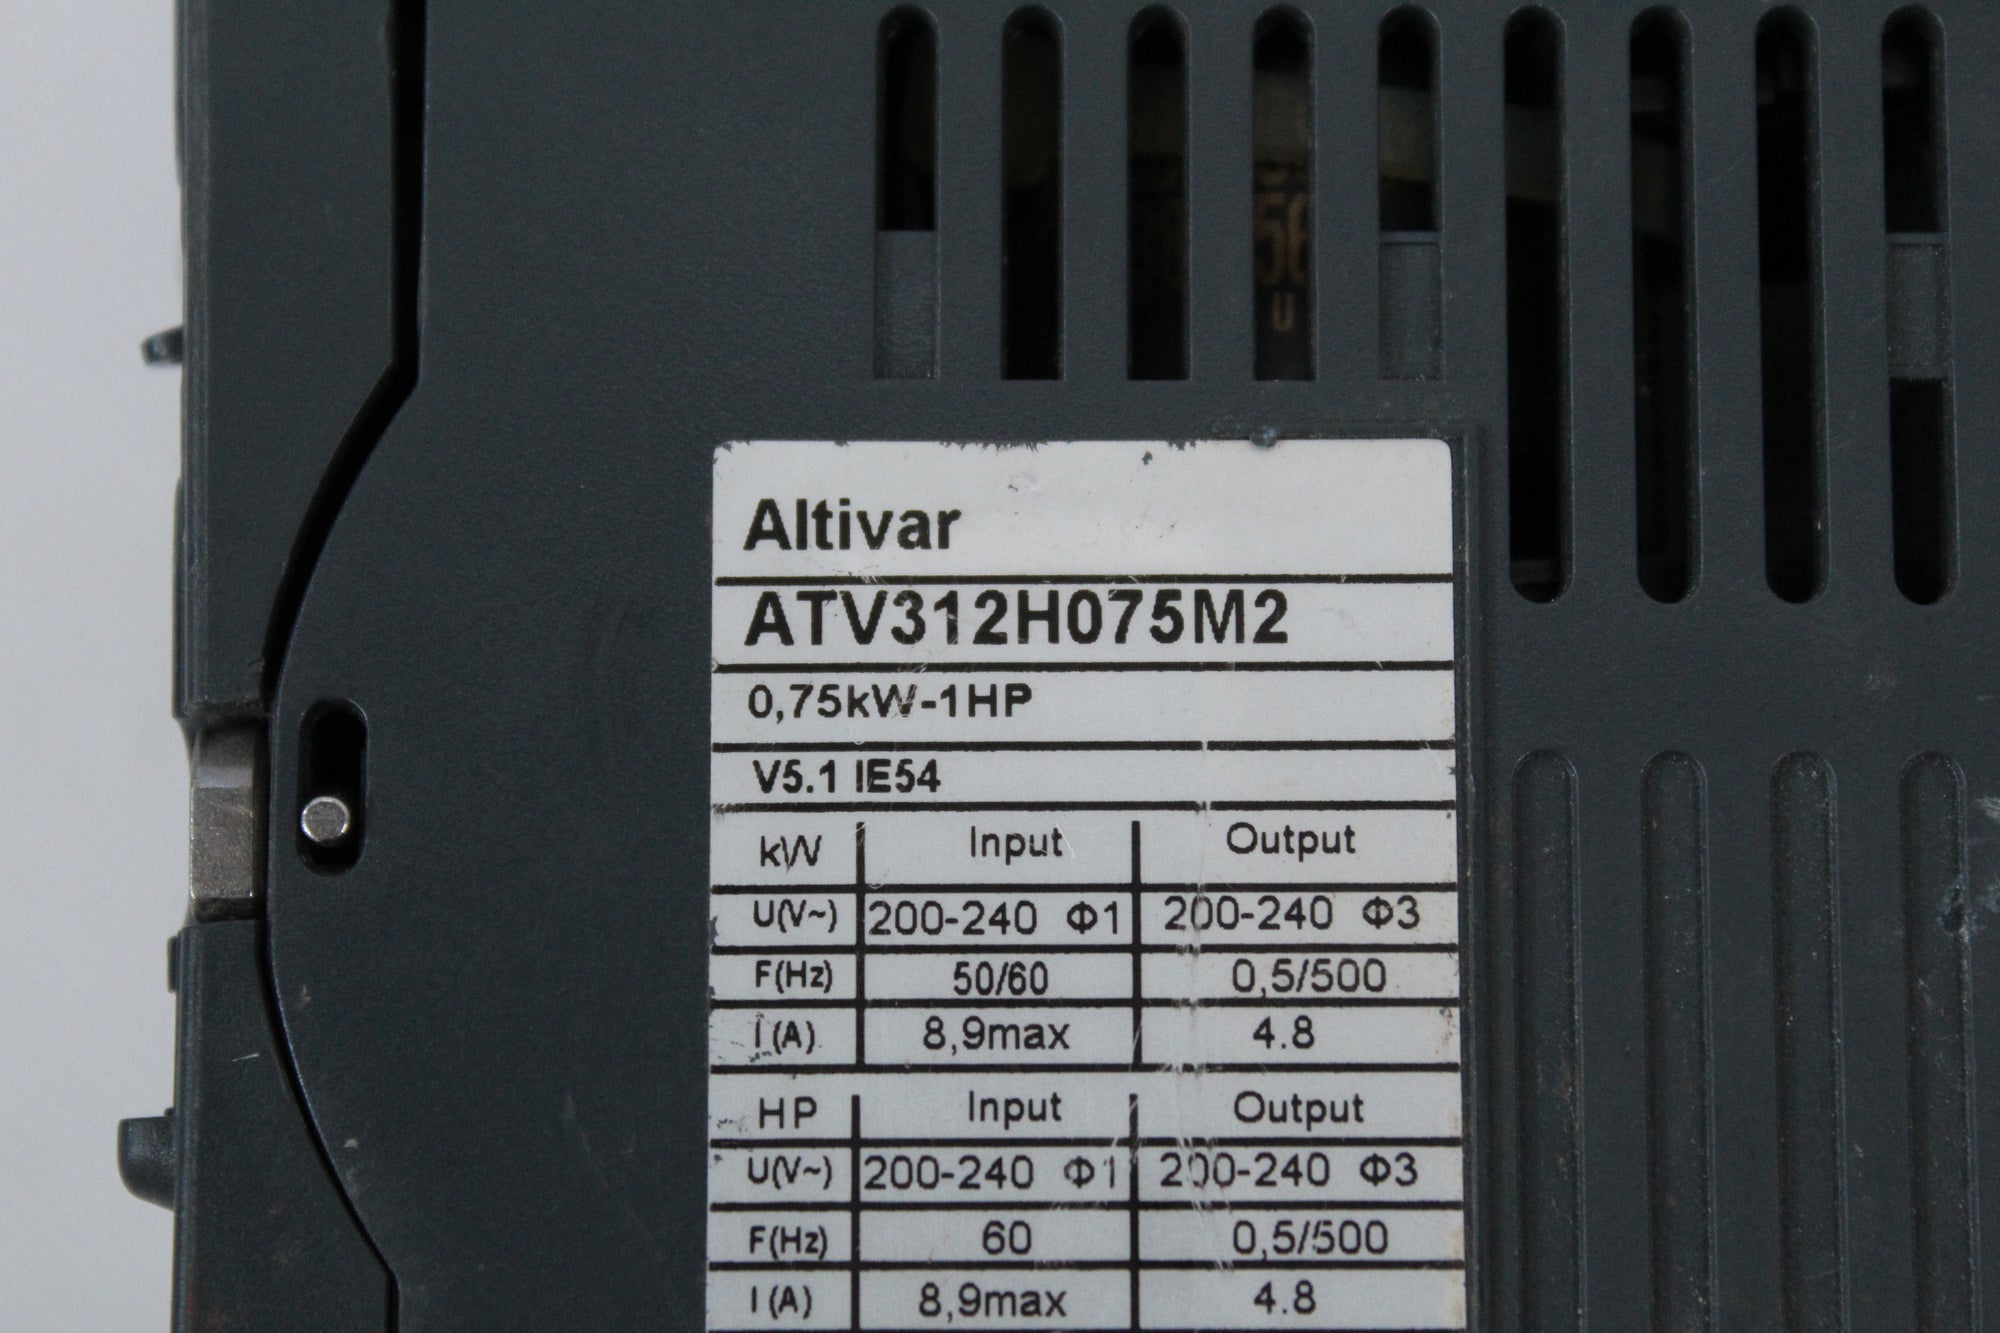 56
U
Altivar
ATV312H075M2
0,75kW-1HP
V5.1 IE54
kW Input Output
U(V~) 200-240 Φ1 200-240 Φ3
F(Hz) 50/60 0,5/500
I(A) 8,9max 4.8
HP Input Output
U(V~) 200-240 Φ1 200-240 Φ3
F(Hz) 60 0,5/500
I(A) 8,9max 4.8